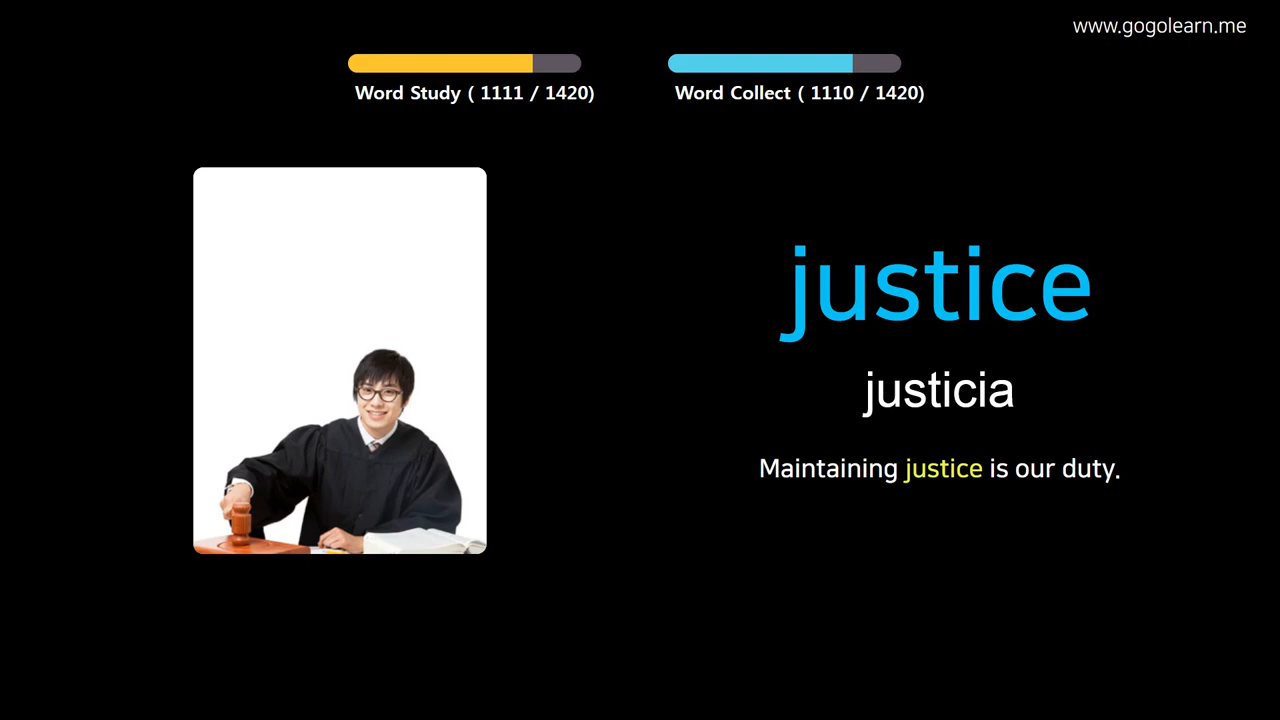 www.gogolearn.me
Word Study ( 1111 / 1420)
Word Collect ( 1110 / 1420)
justice
justicia
Maintaining justice is our duty.